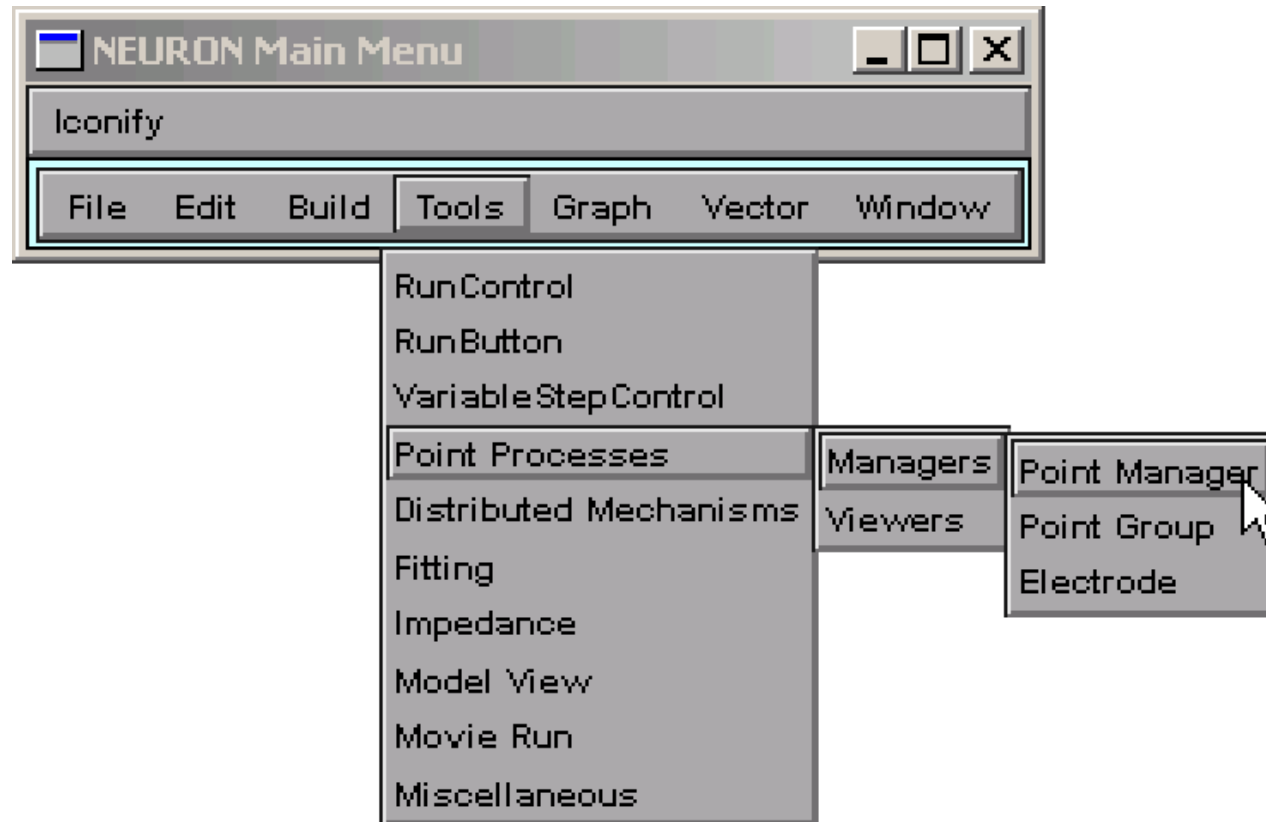 NEURON Main Menu
Iconify
File Edit Build Tools Graph Vector Window
RunControl
RunButton
VariableStepControl
Point Processes Managers Point Manager
Distributed Mechanisms Viewers Point Group
Fitting Electrode
Impedance
Model View
Movie Run
Miscellaneous